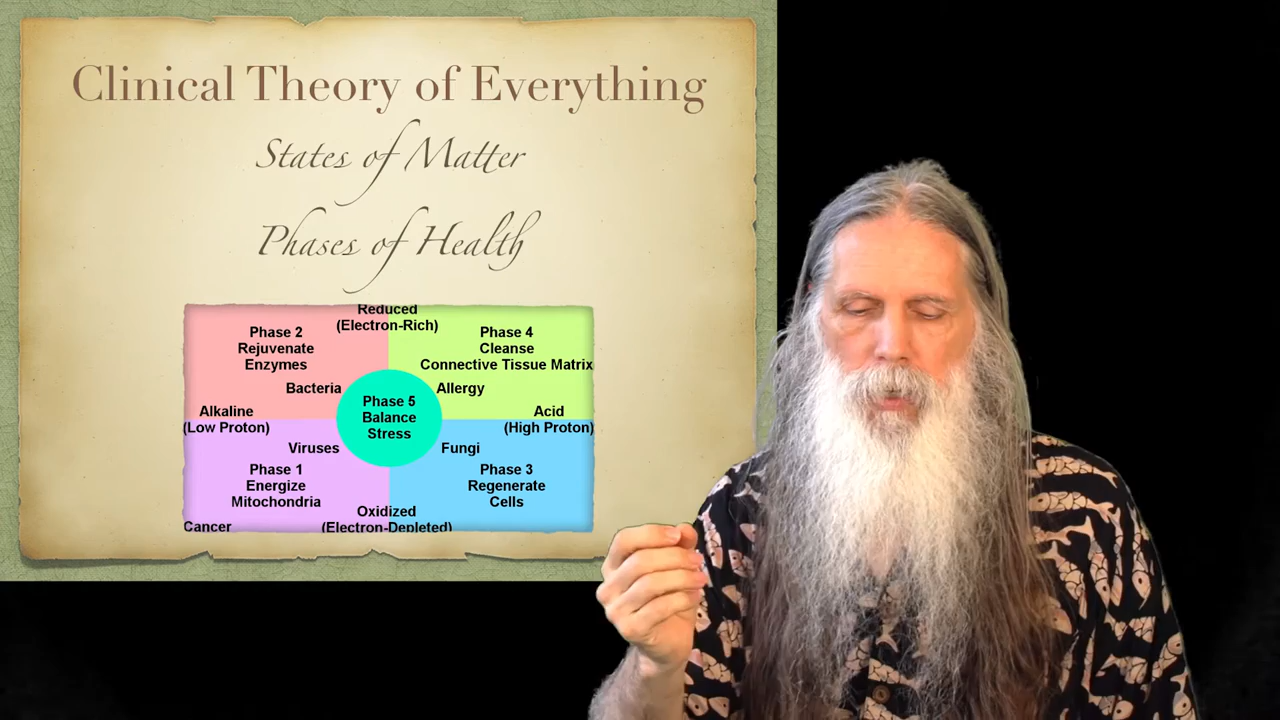 Clinical Theory of Everything
States of Matter
Phases of Health
Reduced
(Electron-Rich)
Phase 2
Rejuvenate
Enzymes
Phase 4
Cleanse
Connective Tissue Matrix
Bacteria
Allergy
Phase 5
Balance
Stress
Alkaline
(Low Proton)
Acid
(High Proton)
Viruses
Fungi
Phase 1
Energize
Mitochondria
Phase 3
Regenerate
Cells
Oxidized
(Electron-Depleted)
Cancer